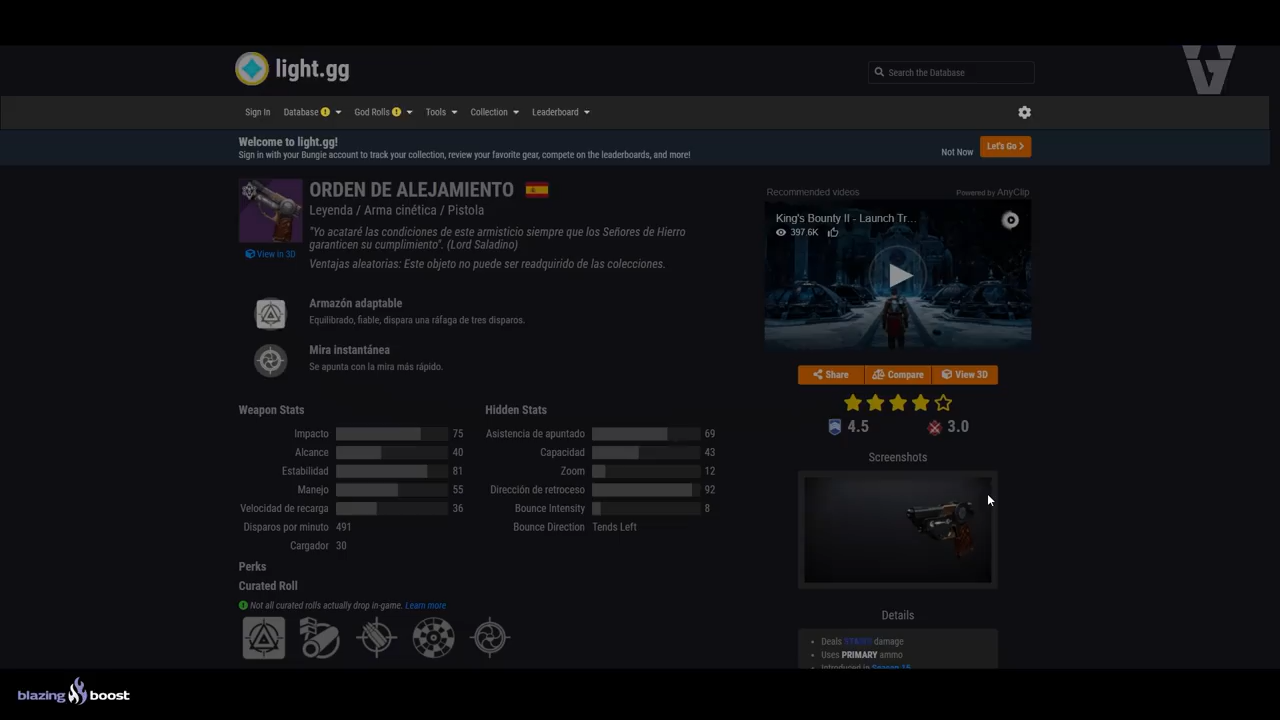 light.gg
Search the Database
Sign In Database God Rolls Tools Collection Leaderboard
Welcome to light.gg!
Sign in with your Bungie account to track your collection, review your favorite gear, compete on the leaderboards, and more!
Not Now Let's Go
ORDEN DE ALEJAMIENTO
Leyenda / Arma cinética / Pistola
"Yo acataré las condiciones de este armisticio siempre que los Señores de Hierro
garanticen su cumplimiento". (Lord Saladino)
Ventajas aleatorias: Este objeto no puede ser readquirido de las colecciones.
View in 3D
Armazón adaptable
Equilibrado, fiable, dispara una ráfaga de tres disparos.
Mira instantánea
Se apunta con la mira más rápido.
Weapon Stats
Impacto 75
Alcance 40
Estabilidad 81
Manejo 55
Velocidad de recarga 36
Disparos por minuto 491
Cargador 30
Hidden Stats
Asistencia de apuntado 69
Capacidad 43
Zoom 12
Dirección de retroceso 92
Bounce Intensity 8
Bounce Direction Tends Left
Perks
Curated Roll
Not all curated rolls actually drop in-game. Learn more
Recommended videos Powered by AnyClip
King's Bounty II - Launch Tr...
397.6K
Share Compare View 3D
4.5 3.0
Screenshots
Details
Deals STASIS damage
Uses PRIMARY ammo
Introduced in Season 15
blazing boost